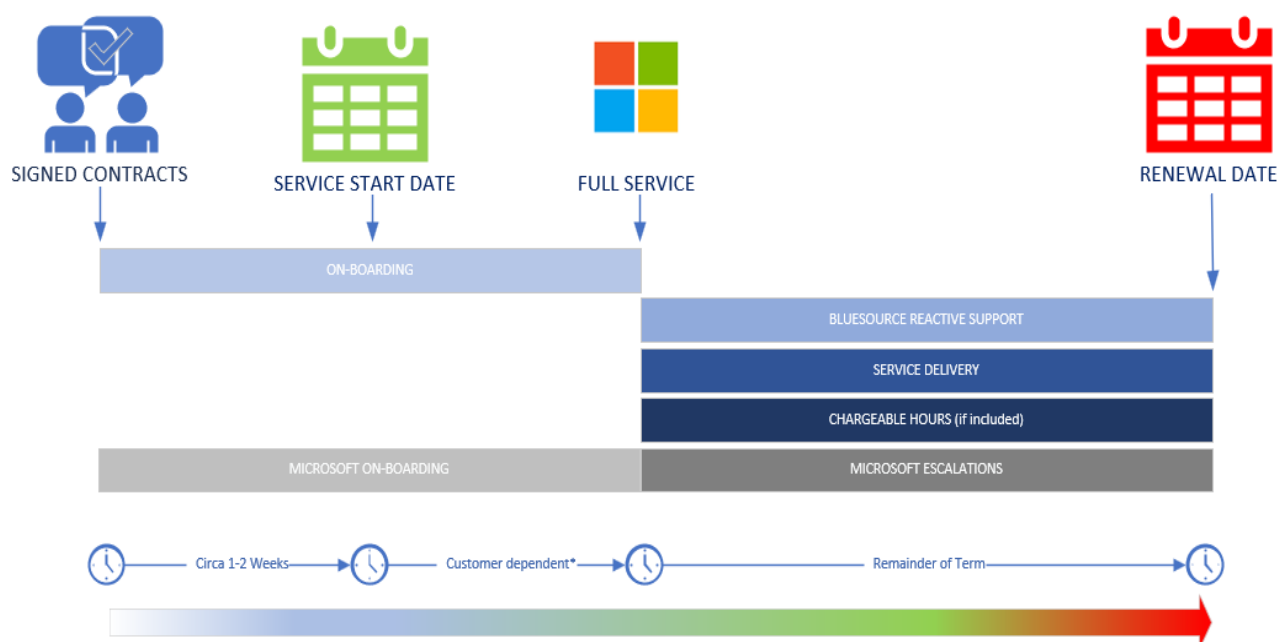 SIGNED CONTRACTS
SERVICE START DATE
FULL SERVICE
RENEWAL DATE
ON-BOARDING
BLUESOURCE REACTIVE SUPPORT
SERVICE DELIVERY
CHARGEABLE HOURS (if included)
MICROSOFT ON-BOARDING
MICROSOFT ESCALATIONS
Circa 1-2 Weeks
Customer dependent*
Remainder of Term